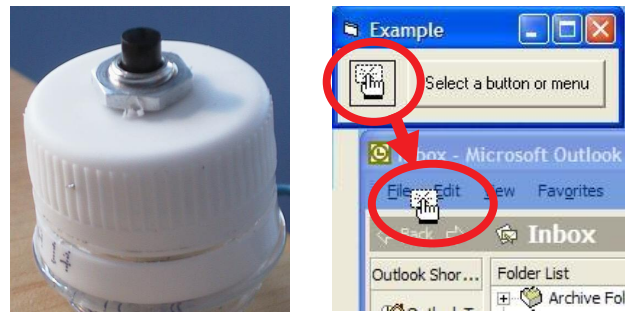 Example
Select a button or menu
Inbox - Microsoft Outlook
File Edit View Favorites
Back
Inbox
Outlook Shor...
Folder List
Archive Fol